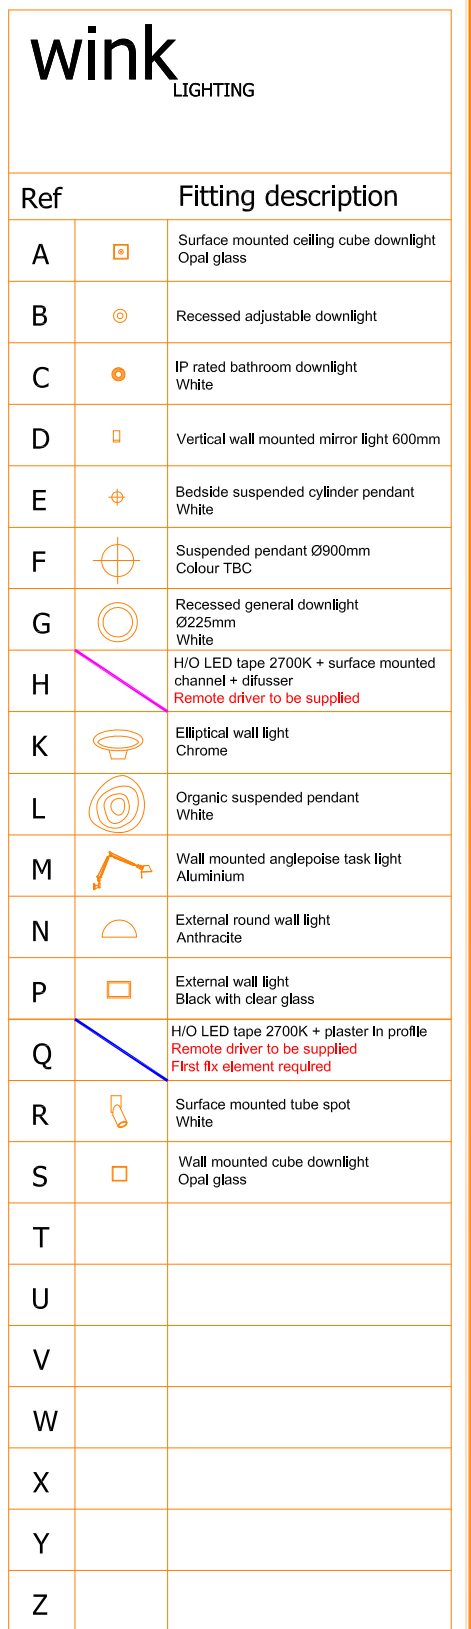 wink
LIGHTING
Ref Fitting description
A Surface mounted ceiling cube downlight
Opal glass
B Recessed adjustable downlight
C IP rated bathroom downlight
White
D Vertical wall mounted mirror light 600mm
E Bedside suspended cylinder pendant
White
F Suspended pendant Ø900mm
Colour TBC
G Recessed general downlight
Ø225mm
White
H H/O LED tape 2700K + surface mounted
channel + difusser
Remote driver to be supplied
K Elliptical wall light
Chrome
L Organic suspended pendant
White
M Wall mounted anglepoise task light
Aluminium
N External round wall light
Anthracite
P External wall light
Black with clear glass
Q H/O LED tape 2700K + plaster in profile
Remote driver to be supplied
First fix element required
R Surface mounted tube spot
White
S Wall mounted cube downlight
Opal glass
T
U
V
W
X
Y
Z